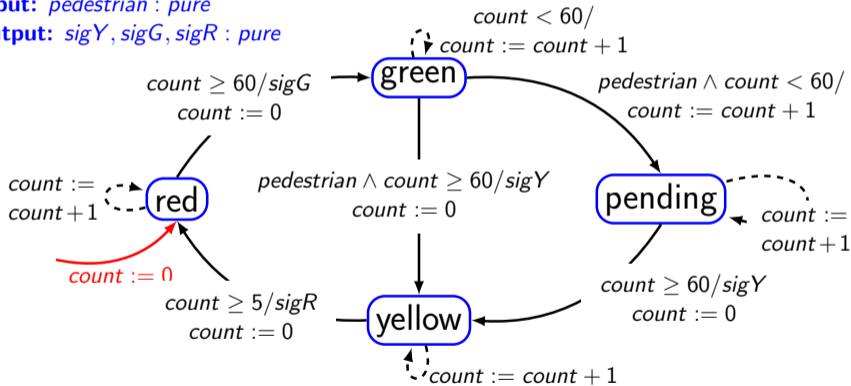 put: pedestrian : pure
tput: sigY, sigG, sigR : pure
count < 60/
count := count + 1
count ≥ 60/sigG
count := 0
green
pedestrian ∧ count < 60/
count := count + 1
count :=
count+1
red
pedestrian ∧ count ≥ 60/sigY
count := 0
pending
count :=
count+1
count := 0
count ≥ 5/sigR
count := 0
yellow
count ≥ 60/sigY
count := 0
count := count + 1